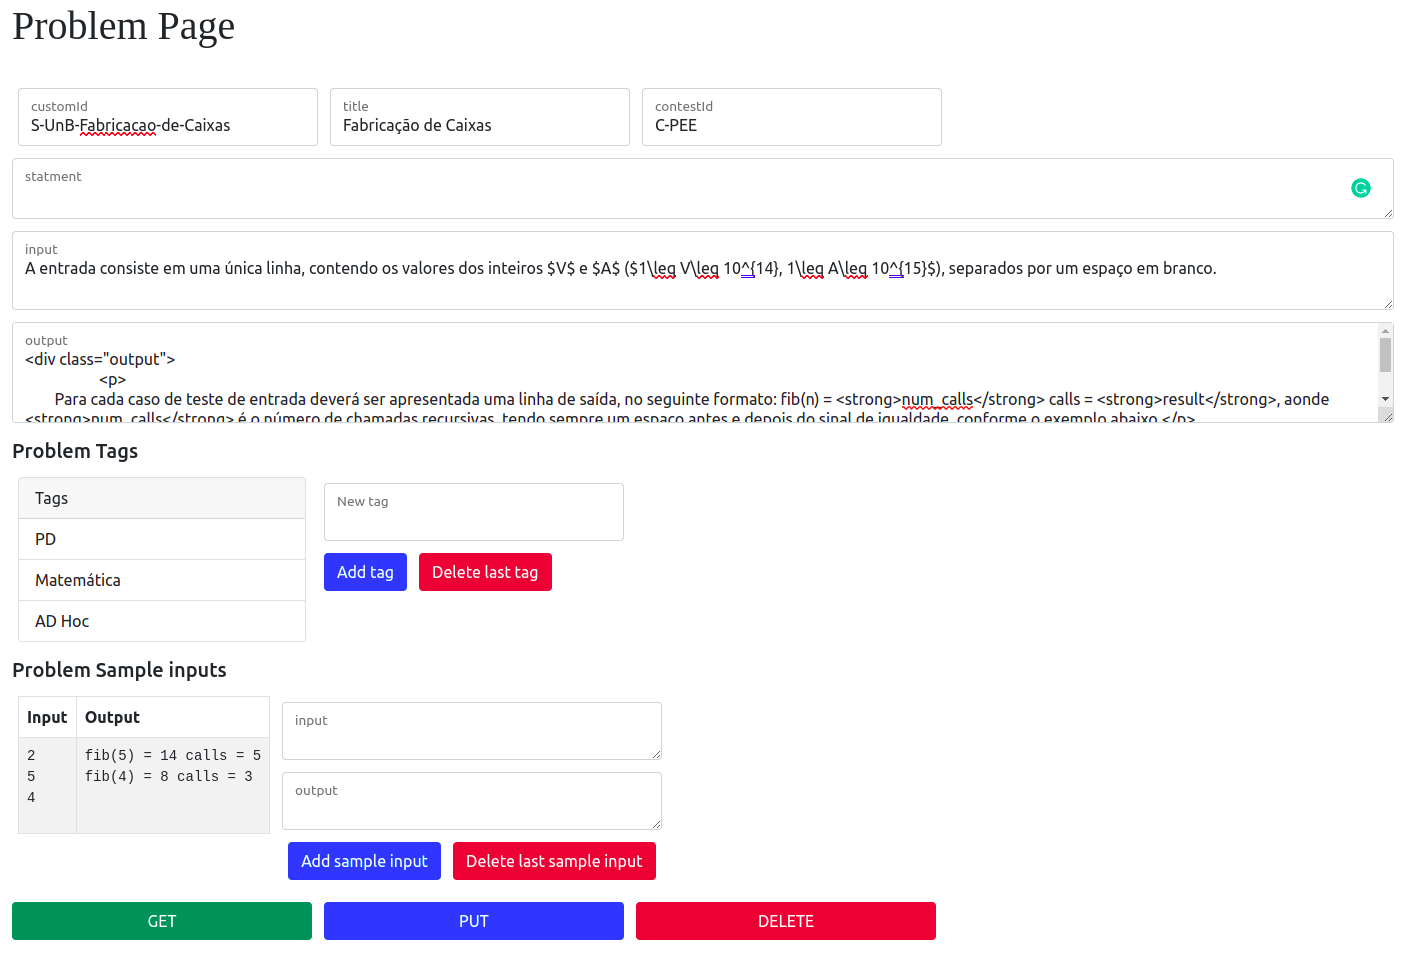 Problem Page
customId
S-UnB-Fabricacao-de-Caixas
title
Fabricação de Caixas
contestId
C-PEE
statment
input
A entrada consiste em uma única linha, contendo os valores dos inteiros $V$ e $A$ ($1\leq V\leq 10^{14}, 1\leq A\leq 10^{15}$), separados por um espaço em branco.
output
<div class="output">
<p>
Para cada caso de teste de entrada deverá ser apresentada uma linha de saída, no seguinte formato: fib(n) = <strong>num_calls</strong> calls = <strong>result</strong>, aonde
<strong>num_calls</strong> é o número de chamadas recursivas, tendo sempre um espaço antes e depois do sinal de igualdade, conforme o exemplo abaixo.</p>
Problem Tags
Tags
PD
Matemática
AD Hoc
New tag
Add tag
Delete last tag
Problem Sample inputs
Input
Output
2
5
4
fib(5) = 14 calls = 5
fib(4) = 8 calls = 3
input
output
Add sample input
Delete last sample input
GET
PUT
DELETE